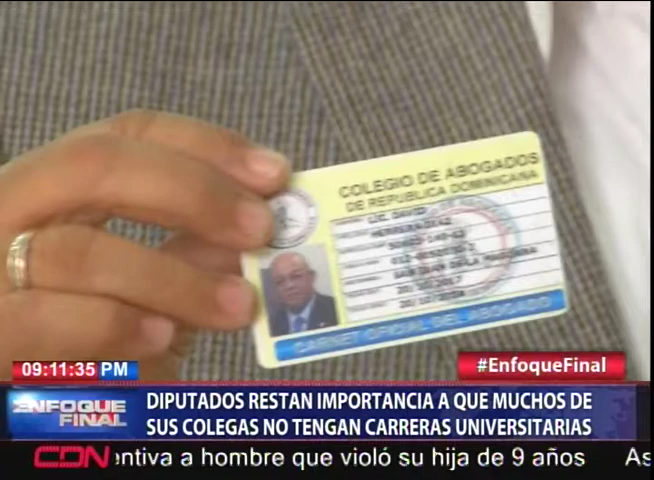 COLEGIO DE ABOGADOS
DE REPUBLICA DOMINICANA
LIC. DAVID
CARNET OFICIAL DEL ABOGADO
09:11:35 PM
#EnfoqueFinal
ENFOQUE
FINAL
DIPUTADOS RESTAN IMPORTANCIA A QUE MUCHOS DE
SUS COLEGAS NO TENGAN CARRERAS UNIVERSITARIAS
CDN entiva a hombre que violó su hija de 9 años As